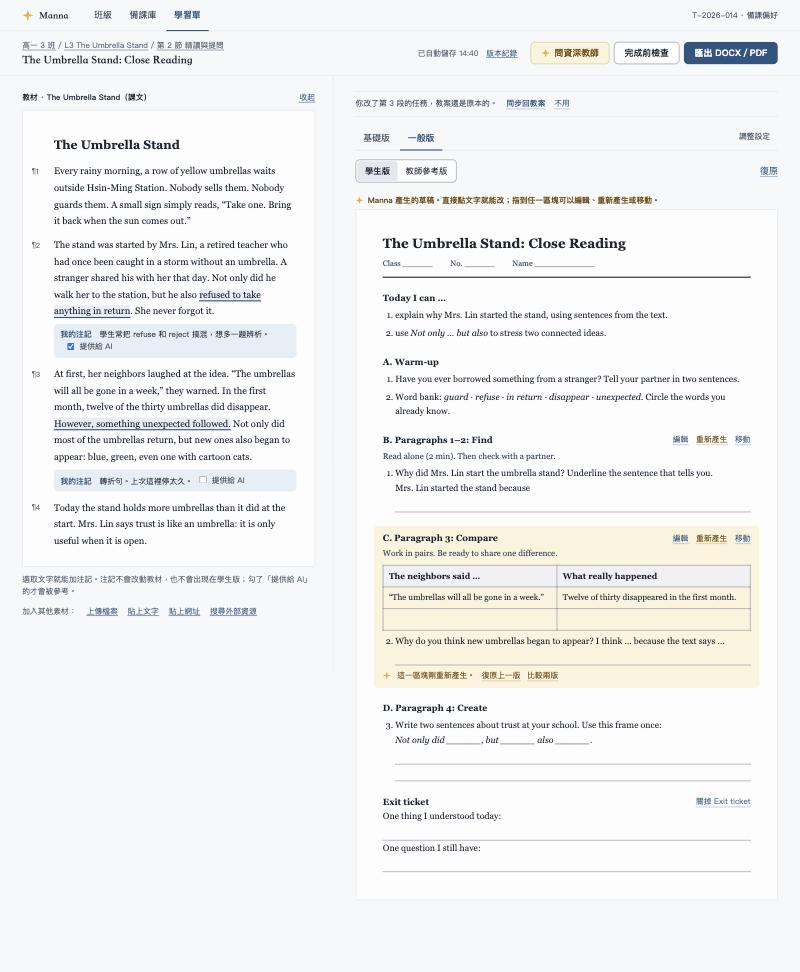 Manna 班級 備課庫 學習單 T–2026–014 · 備課偏好
高一 3 班 / L3 The Umbrella Stand / 第 2 節 精讀與提問
The Umbrella Stand: Close Reading
已自動儲存 14:40 版本紀錄 問資深教師 完成前檢查 匯出 DOCX / PDF
教材 · The Umbrella Stand（課文） 收起
The Umbrella Stand
¶1 Every rainy morning, a row of yellow umbrellas waits
outside Hsin-Ming Station. Nobody sells them. Nobody
guards them. A small sign simply reads, “Take one. Bring
it back when the sun comes out.”
¶2 The stand was started by Mrs. Lin, a retired teacher who
had once been caught in a storm without an umbrella. A
stranger shared his with her that day. Not only did he
walk her to the station, but he also refused to take
anything in return. She never forgot it.
我的注記 學生常把 refuse 和 reject 搞混，想多一題辨析。
提供給 AI
¶3 At first, her neighbors laughed at the idea. “The umbrellas
will all be gone in a week,” they warned. In the first
month, twelve of the thirty umbrellas did disappear.
However, something unexpected followed. Not only did
most of the umbrellas return, but new ones also began to
appear: blue, green, even one with cartoon cats.
我的注記 轉折句。上次這裡停太久。 提供給 AI
¶4 Today the stand holds more umbrellas than it did at the
start. Mrs. Lin says trust is like an umbrella: it is only
useful when it is open.
選取文字就能加注記。注記不會改動教材，也不會出現在學生版；勾了「提供給 AI」
的才會被參考。
加入其他素材： 上傳檔案 貼上文字 貼上網址 搜尋外部資源
你改了第 3 段的任務，教案還是原本的。 同步回教案 不用
基礎版 一般版 調整設定
學生版 教師參考版 復原
Manna 產生的草稿。直接點文字就能改；指到任一區塊可以編輯、重新產生或移動。
The Umbrella Stand: Close Reading
Class ______ No. ______ Name ____________
Today I can ...
1. explain why Mrs. Lin started the stand, using sentences from the text.
2. use Not only ... but also to stress two connected ideas.
A. Warm-up
1. Have you ever borrowed something from a stranger? Tell your partner in two sentences.
2. Word bank: guard · refuse · in return · disappear · unexpected. Circle the words you
already know.
B. Paragraphs 1–2: Find 編輯 重新產生 移動
Read alone (2 min). Then check with a partner.
1. Why did Mrs. Lin start the umbrella stand? Underline the sentence that tells you.
Mrs. Lin started the stand because
C. Paragraph 3: Compare 編輯 重新產生 移動
Work in pairs. Be ready to share one difference.
The neighbors said ... What really happened
“The umbrellas will all be gone in a week.” Twelve of thirty disappeared in the first month.
2. Why do you think new umbrellas began to appear? I think ... because the text says ...
這一區塊剛重新產生。 復原上一版 比較兩版
D. Paragraph 4: Create
3. Write two sentences about trust at your school. Use this frame once:
Not only did _______, but _______ also _______.
Exit ticket 關掉 Exit ticket
One thing I understood today:
One question I still have: